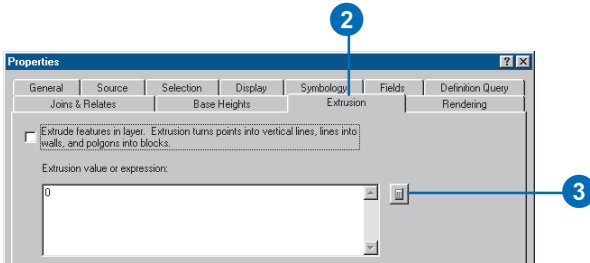 2
Properties
General Source Selection Display Symbology Fields Definition Query
Joins & Relates Base Heights Extrusion Rendering
Extrude features in layer. Extrusion turns points into vertical lines, lines into
walls, and polgons into blocks.
Extrusion value or expression:
0
3